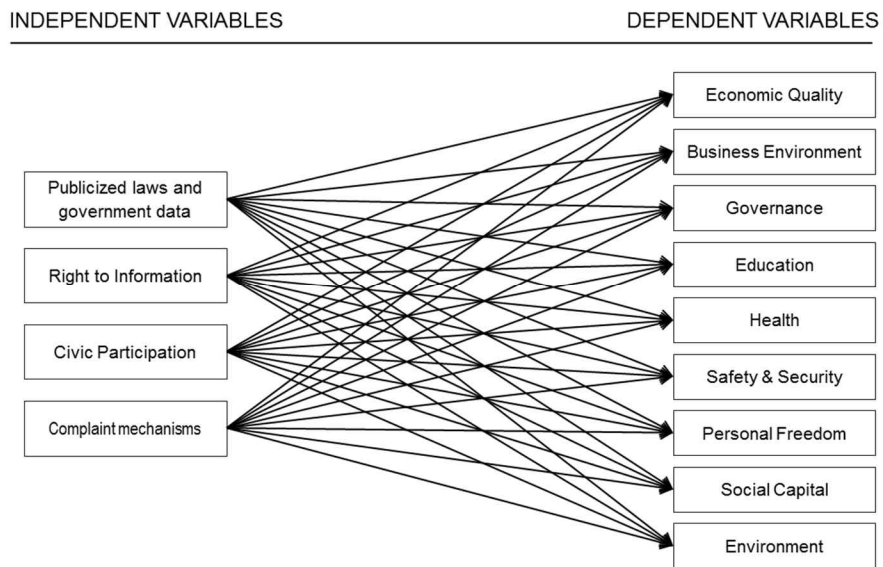 INDEPENDENT VARIABLES
DEPENDENT VARIABLES
Publicized laws and
government data
Right to Information
Civic Participation
Complaint mechanisms
Economic Quality
Business Environment
Governance
Education
Health
Safety & Security
Personal Freedom
Social Capital
Environment